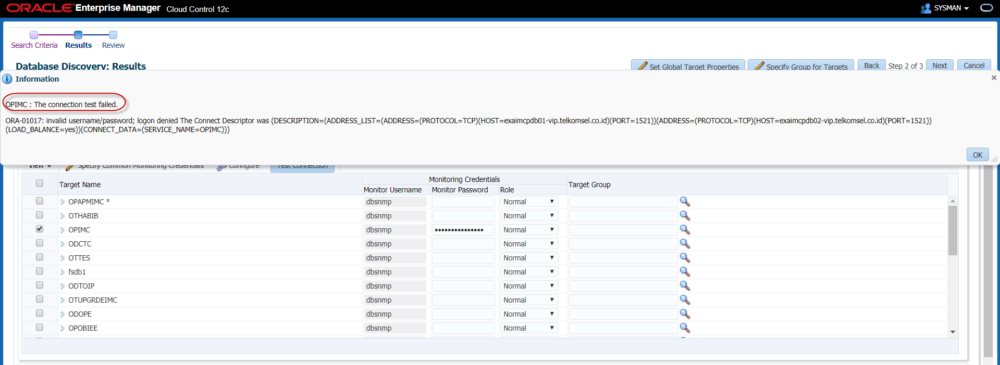 ORACLE Enterprise Manager Cloud Control 12c
SYSMAN
Search Criteria Results Review
Database Discovery: Results
Set Global Target Properties Specify Group for Targets Back Step 2 of 3 Next Cancel
Information
OPIMC : The connection test failed.
ORA-01017: invalid username/password; logon denied The Connect Descriptor was (DESCRIPTION=(ADDRESS_LIST=(ADDRESS=(PROTOCOL=TCP)(HOST=exaimcpdb01-vip.telkomsel.co.id)(PORT=1521))(ADDRESS=(PROTOCOL=TCP)(HOST=exaimcpdb02-vip.telkomsel.co.id)(PORT=1521))
(LOAD_BALANCE=yes))(CONNECT_DATA=(SERVICE_NAME=OPIMC)))
OK
View Specify Common Monitoring Credentials Configure Test Connection
Monitoring Credentials
Target Name Target Group
Monitor Username Monitor Password Role
OPAPMIMC * dbsnmp Normal
OTHABIB dbsnmp Normal
OPIMC dbsnmp ••••••••••••••• Normal
ODCTC dbsnmp Normal
OTTES dbsnmp Normal
fsdb1 dbsnmp Normal
ODTOIP dbsnmp Normal
OTUPGRDEIMC dbsnmp Normal
ODOPE dbsnmp Normal
OPOBIEE dbsnmp Normal